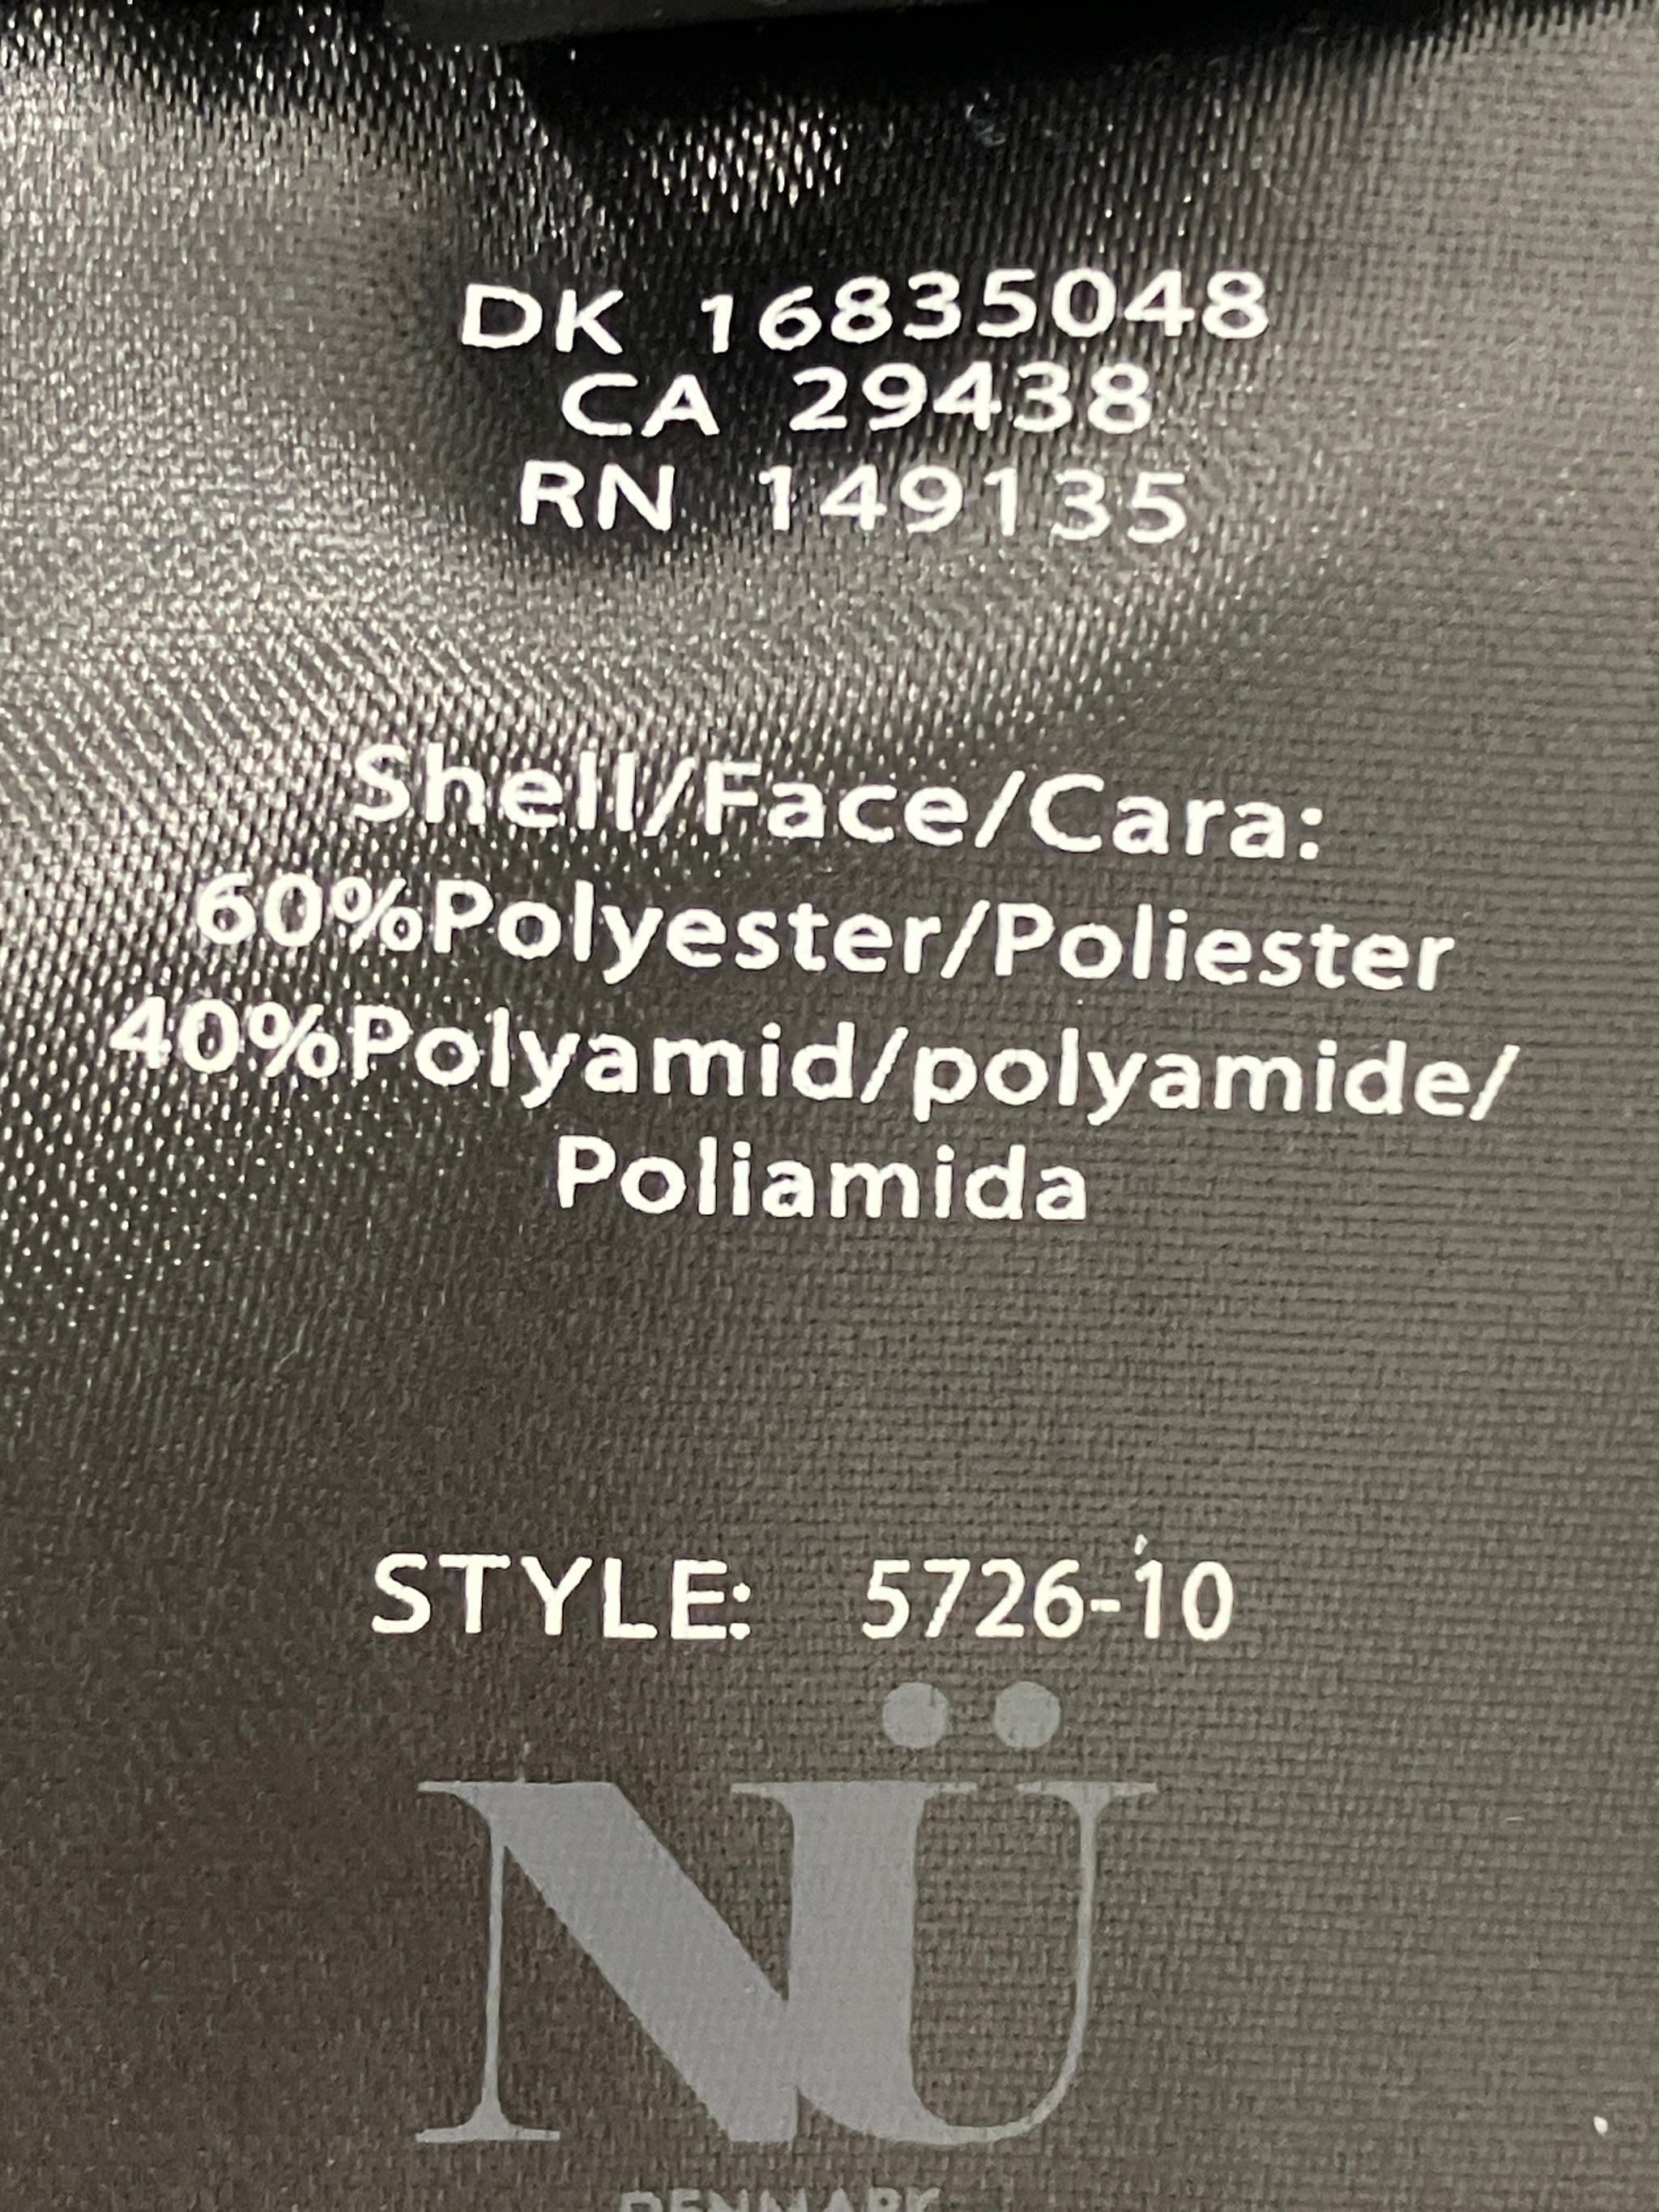 DK 16835048
CA 29438
RN 149135
Shell/Face/Cara:
60%Polyester/Poliester
40%Polyamid/polyamide/
Poliamida
STYLE: 5726-10
NÜ
DENMARK